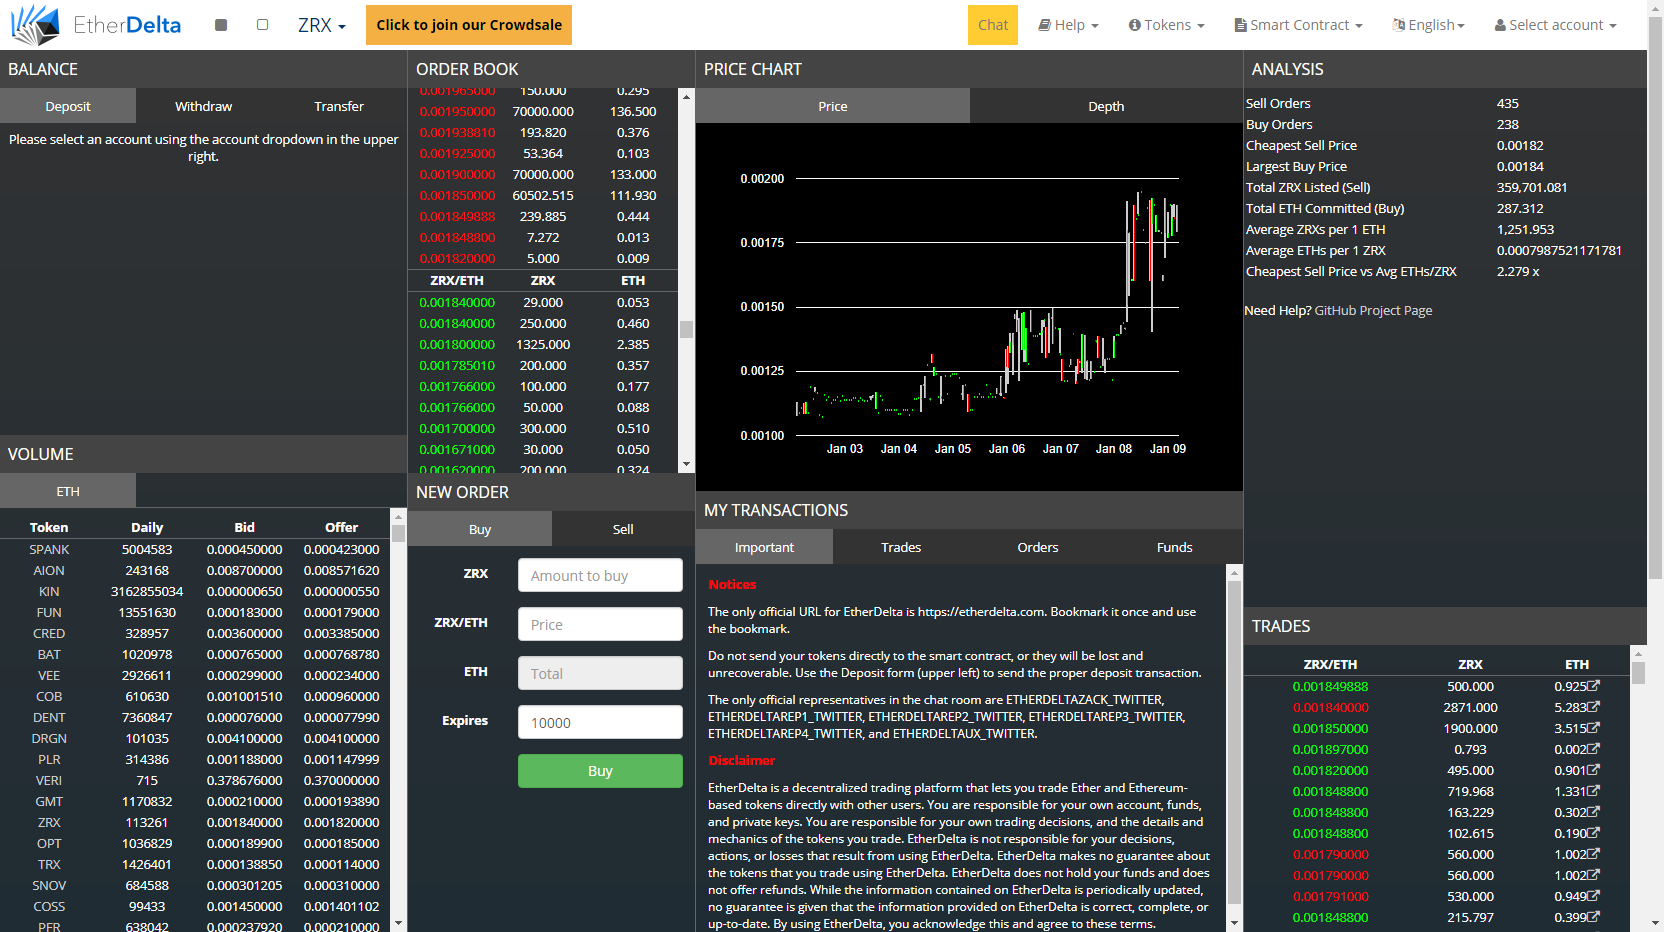 EtherDelta
ZRX
Click to join our Crowdsale
Chat
Help
Tokens
Smart Contract
English
Select account
BALANCE
Deposit Withdraw Transfer
Please select an account using the account dropdown in the upper
right.
VOLUME
ETH
Token Daily Bid Offer
SPANK 5004583 0.000450000 0.000423000
AION 243168 0.008700000 0.008571620
KIN 3162855034 0.000000650 0.000000550
FUN 13551630 0.000183000 0.000179000
CRED 328957 0.003600000 0.003385000
BAT 1020978 0.000765000 0.000768780
VEE 2926611 0.000299000 0.000234000
COB 610630 0.001001510 0.000960000
DENT 7360847 0.000076000 0.000077990
DRGN 101035 0.004100000 0.004100000
PLR 314386 0.001188000 0.001147999
VERI 715 0.378676000 0.370000000
GMT 1170832 0.000210000 0.000193890
ZRX 113261 0.001840000 0.001820000
OPT 1036829 0.000189900 0.000185000
TRX 1426401 0.000138850 0.000114000
SNOV 684588 0.000301205 0.000310000
COSS 99433 0.001450000 0.001401102
PFR 638042 0.000237920 0.000210000
ORDER BOOK
0.001965000 150.000 0.295
0.001950000 70000.000 136.500
0.001938810 193.820 0.376
0.001925000 53.364 0.103
0.001900000 70000.000 133.000
0.001850000 60502.515 111.930
0.001849888 239.885 0.444
0.001848800 7.272 0.013
0.001820000 5.000 0.009
ZRX/ETH ZRX ETH
0.001840000 29.000 0.053
0.001840000 250.000 0.460
0.001800000 1325.000 2.385
0.001785010 200.000 0.357
0.001766000 100.000 0.177
0.001766000 50.000 0.088
0.001700000 300.000 0.510
0.001671000 30.000 0.050
0.001620000 200.000 0.324
NEW ORDER
Buy Sell
ZRX Amount to buy
ZRX/ETH Price
ETH Total
Expires 10000
Buy
PRICE CHART
Price Depth
0.00200
0.00175
0.00150
0.00125
0.00100
Jan 03 Jan 04 Jan 05 Jan 06 Jan 07 Jan 08 Jan 09
MY TRANSACTIONS
Important Trades Orders Funds
Notices
The only official URL for EtherDelta is https://etherdelta.com. Bookmark it once and use
the bookmark.
Do not send your tokens directly to the smart contract, or they will be lost and
unrecoverable. Use the Deposit form (upper left) to send the proper deposit transaction.
The only official representatives in the chat room are ETHERDELTAZACK_TWITTER,
ETHERDELTAREP1_TWITTER, ETHERDELTAREP2_TWITTER, ETHERDELTAREP3_TWITTER,
ETHERDELTAREP4_TWITTER, and ETHERDELTAUX_TWITTER.
Disclaimer
EtherDelta is a decentralized trading platform that lets you trade Ether and Ethereum-
based tokens directly with other users. You are responsible for your own account, funds,
and private keys. You are responsible for your own trading decisions, and the details and
mechanics of the tokens you trade. EtherDelta is not responsible for your decisions,
actions, or losses that result from using EtherDelta. EtherDelta makes no guarantee about
the tokens that you trade using EtherDelta. EtherDelta does not hold your funds and does
not offer refunds. While the information contained on EtherDelta is periodically updated,
no guarantee is given that the information provided on EtherDelta is correct, complete, or
up-to-date. By using EtherDelta, you acknowledge this and agree to these terms.
ANALYSIS
Sell Orders 435
Buy Orders 238
Cheapest Sell Price 0.00182
Largest Buy Price 0.00184
Total ZRX Listed (Sell) 359,701.081
Total ETH Committed (Buy) 287.312
Average ZRXs per 1 ETH 1,251.953
Average ETHs per 1 ZRX 0.0007987521171781
Cheapest Sell Price vs Avg ETHs/ZRX 2.279 x
Need Help? GitHub Project Page
TRADES
ZRX/ETH ZRX ETH
0.001849888 500.000 0.925
0.001840000 2871.000 5.283
0.001850000 1900.000 3.515
0.001897000 0.793 0.002
0.001820000 495.000 0.901
0.001848800 719.968 1.331
0.001848800 163.229 0.302
0.001848800 102.615 0.190
0.001790000 560.000 1.002
0.001790000 560.000 1.002
0.001791000 530.000 0.949
0.001848800 215.797 0.399